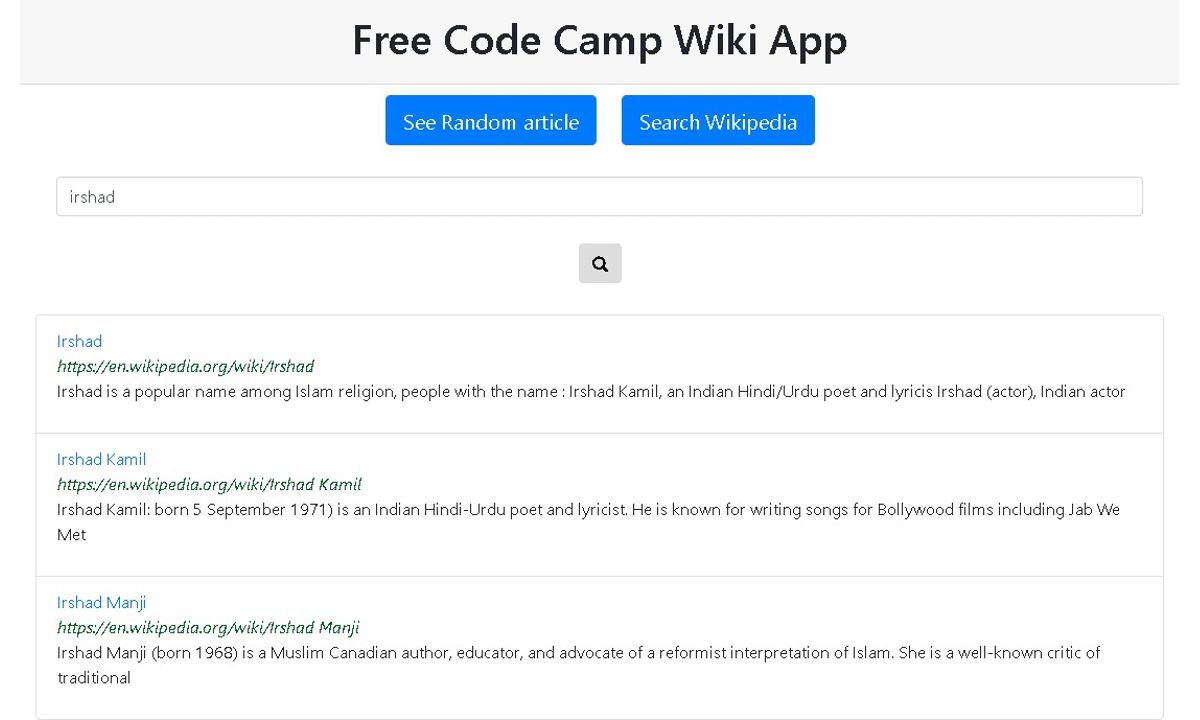 Free Code Camp Wiki App
See Random article
Search Wikipedia
irshad
Irshad
https://en.wikipedia.org/wiki/Irshad
Irshad is a popular name among Islam religion, people with the name : Irshad Kamil, an Indian Hindi/Urdu poet and lyricis Irshad (actor), Indian actor
Irshad Kamil
https://en.wikipedia.org/wiki/Irshad Kamil
Irshad Kamil: born 5 September 1971) is an Indian Hindi-Urdu poet and lyricist. He is known for writing songs for Bollywood films including Jab We
Met
Irshad Manji
https://en.wikipedia.org/wiki/Irshad Manji
Irshad Manji (born 1968) is a Muslim Canadian author, educator, and advocate of a reformist interpretation of Islam. She is a well-known critic of
traditional